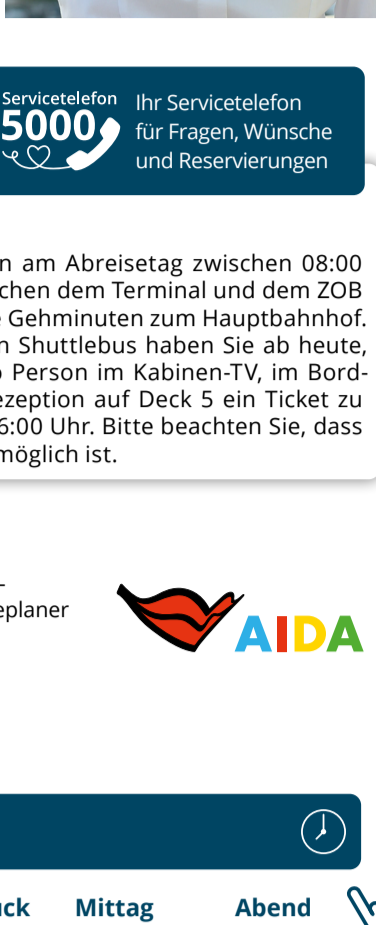 Servicetelefon
5000
Ihr Servicetelefon
für Fragen, Wünsche
und Reservierungen
n am Abreisetag zwischen 08:00
chen dem Terminal und dem ZOB
e Gehminuten zum Hauptbahnhof.
n Shuttlebus haben Sie ab heute,
o Person im Kabinen-TV, im Bord-
ezeption auf Deck 5 ein Ticket zu
6:00 Uhr. Bitte beachten Sie, dass
möglich ist.
-
eplaner
AIDA
ück Mittag Abend